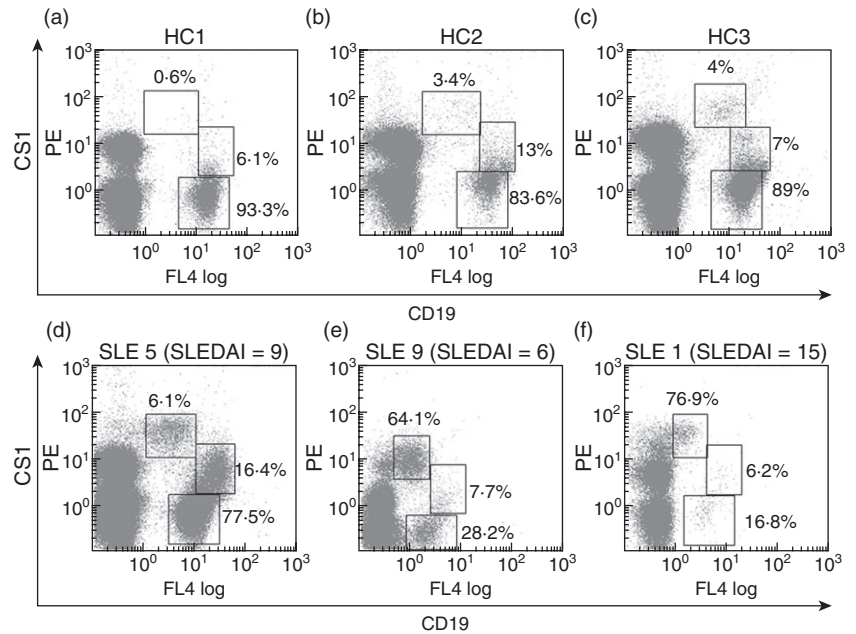 (a) (b) (c)
HC1 HC2 HC3
CS1
PE PE PE
10³ 10² 10¹ 10⁰
0·6%
6·1%
93·3%
10⁰ 10¹ 10² 10³
FL4 log
10³ 10² 10¹ 10⁰
3·4%
13%
83·6%
10⁰ 10¹ 10² 10³
FL4 log
10³ 10² 10¹ 10⁰
4%
7%
89%
10⁰ 10¹ 10² 10³
FL4 log
CD19
(d) (e) (f)
SLE 5 (SLEDAI = 9) SLE 9 (SLEDAI = 6) SLE 1 (SLEDAI = 15)
CS1
PE PE PE
10³ 10² 10¹ 10⁰
6·1%
16·4%
77·5%
10⁰ 10¹ 10² 10³
FL4 log
10³ 10² 10¹ 10⁰
64·1%
7·7%
28·2%
10⁰ 10¹ 10² 10³
FL4 log
10³ 10² 10¹ 10⁰
76·9%
6·2%
16·8%
10⁰ 10¹ 10² 10³
FL4 log
CD19